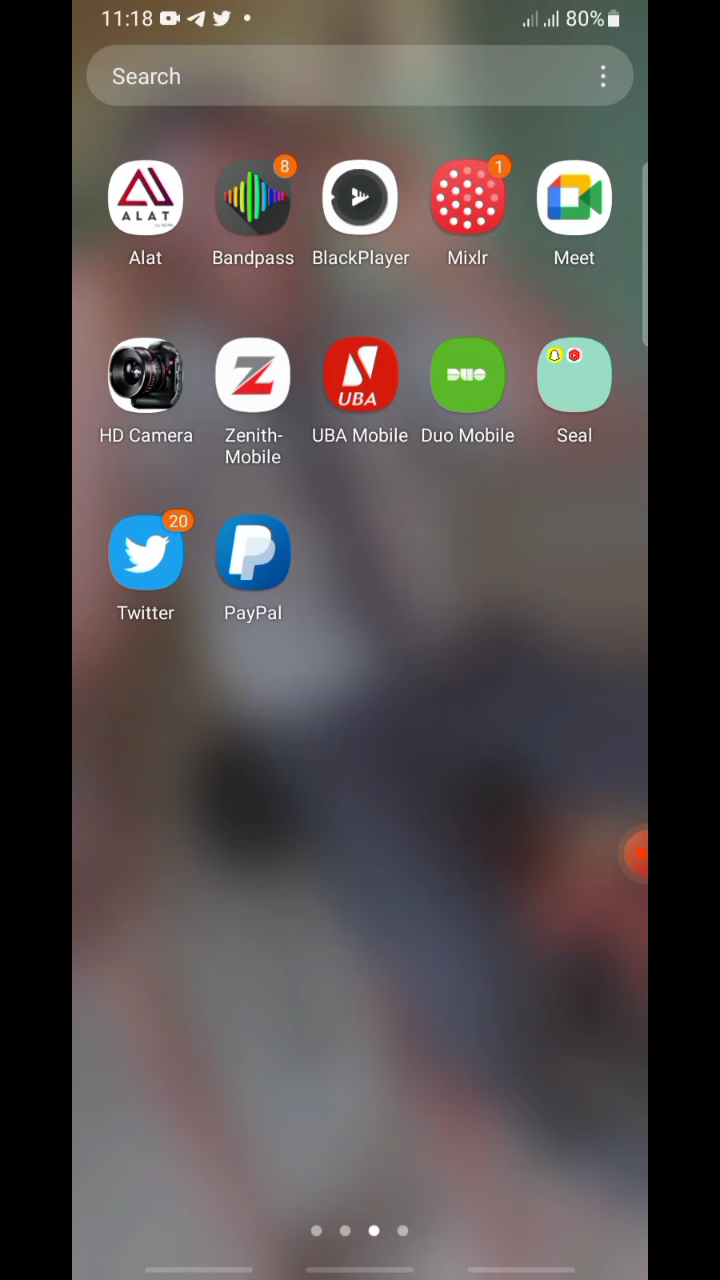 11:18 80%
Search
8 1
ALAT
Alat Bandpass BlackPlayer Mixlr Meet
UBA DUO
HD Camera Zenith-
Mobile UBA Mobile Duo Mobile Seal
20
Twitter PayPal